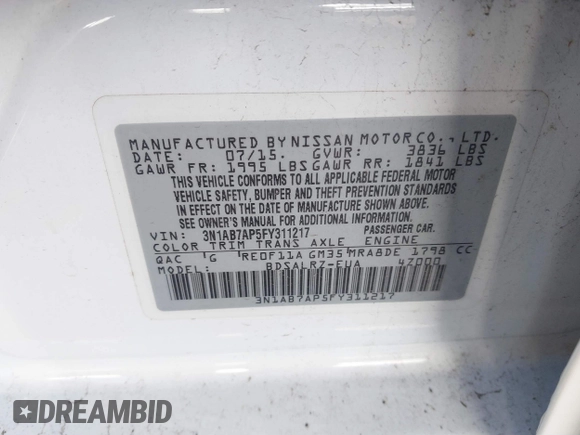 MANUFACTURED BY NISSAN MOTOR CO., LTD.
DATE: 07/15. GVWR: 3836 LBS
GAWR FR: 1995 LBS GAWR RR: 1841 LBS
THIS VEHICLE CONFORMS TO ALL APPLICABLE FEDERAL MOTOR
VEHICLE SAFETY, BUMPER AND THEFT PREVENTION STANDARDS
IN EFFECT ON THE DATE OF MANUFACTURE SHOWN ABOVE.
SEE OWNER'S MANUAL FOR ADDITIONAL INFORMATION.
VIN: 3N1AB7AP5FY311217 PASSENGER CAR.
COLOR TRIM TRANS AXLE ENGINE
QAC 'G 'RE0F11A GM35 'MRA8DE 1798 CC
MODEL: BDSALRZ-EUA 47000
3N1AB7AP5FY311217
DREAMBID